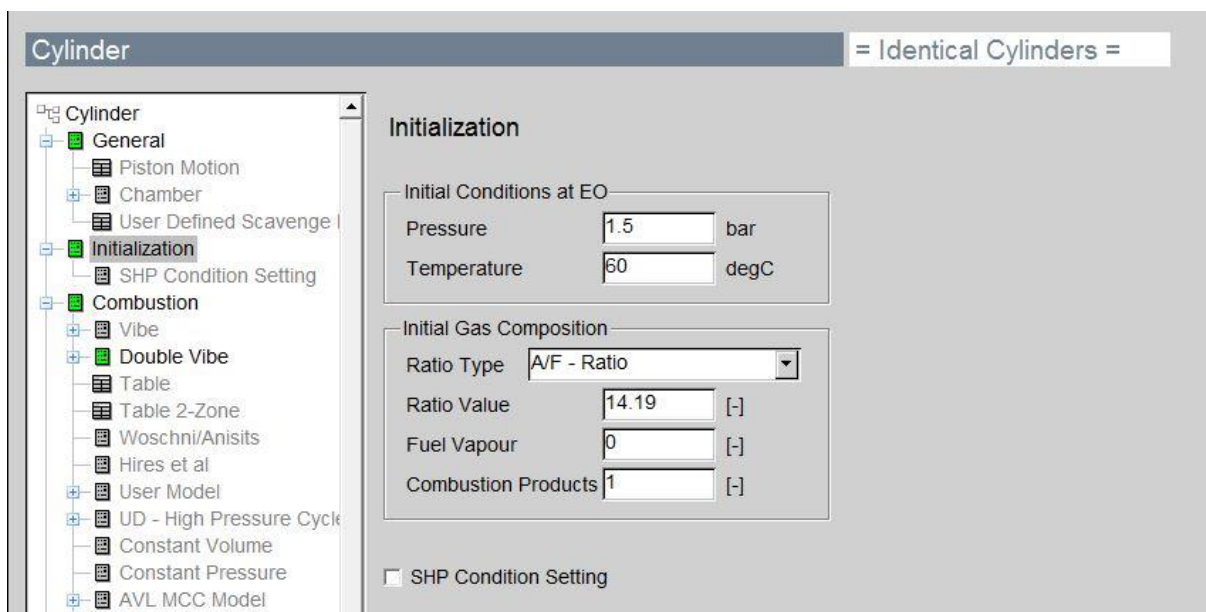 Cylinder
= Identical Cylinders =
Cylinder
General
Piston Motion
Chamber
User Defined Scavenge
Initialization
SHP Condition Setting
Combustion
Vibe
Double Vibe
Table
Table 2-Zone
Woschni/Anisits
Hires et al
User Model
UD - High Pressure Cycle
Constant Volume
Constant Pressure
AVL MCC Model
Initialization
Initial Conditions at EO
Pressure 1.5 bar
Temperature 60 degC
Initial Gas Composition
Ratio Type A/F - Ratio
Ratio Value 14.19 [-]
Fuel Vapour 0 [-]
Combustion Products 1 [-]
SHP Condition Setting